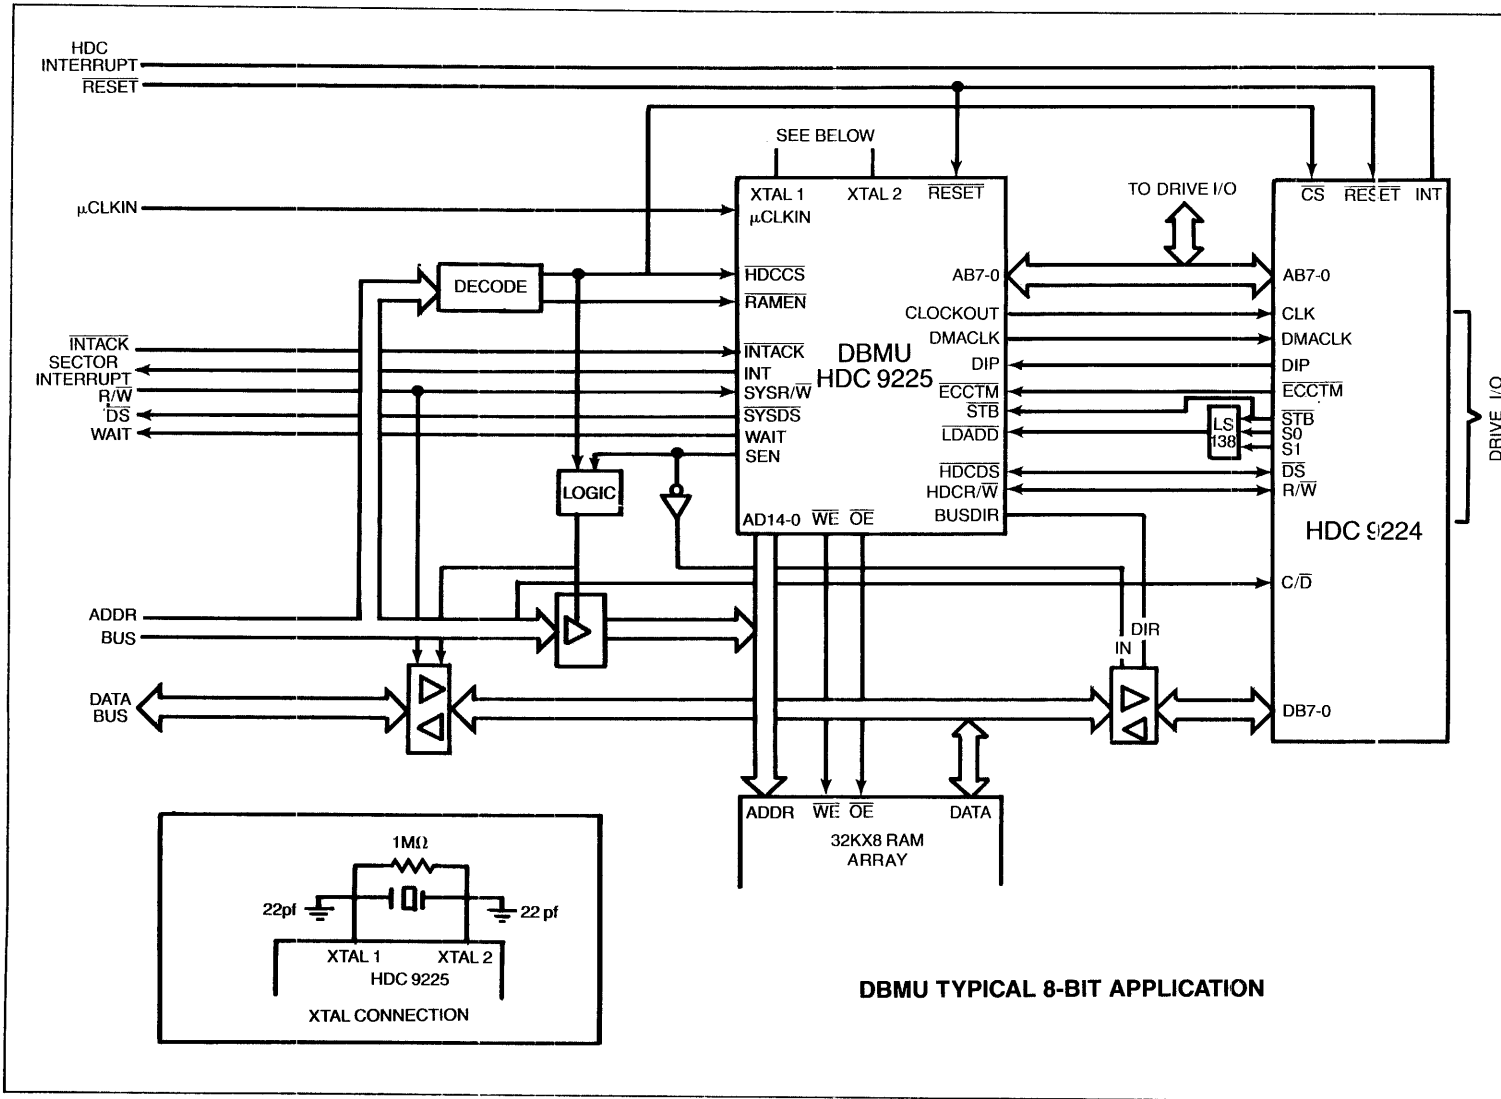 HDC
INTERRUPT
RESET
SEE BELOW
XTAL 1
XTAL 2
RESET
μCLKIN
μCLKIN
TO DRIVE I/O
CS
RESET
INT
DECODE
HDCCS
RAMEN
AB7-0
AB7-0
CLOCKOUT
CLK
DMACLK
DMACLK
DIP
DIP
INTACK
SECTOR
INTERRUPT
R/W
DS
WAIT
INTACK
INT
SYSR/W
SYSDS
WAIT
SEN
DBMU
HDC 9225
ECCTM
STB
LDADD
HDCDS
HDCR/W
BUSDIR
LS
138
ECCTM
STB
S0
S1
DS
R/W
HDC 9224
DRIVE I/O
LOGIC
AD14-0
WE
OE
C/D
ADDR
BUS
IN
DIR
DATA
BUS
DB7-0
ADDR
WE
OE
DATA
32KX8 RAM
ARRAY
1MΩ
22pf
22 pf
XTAL 1
XTAL 2
HDC 9225
XTAL CONNECTION
DBMU TYPICAL 8-BIT APPLICATION